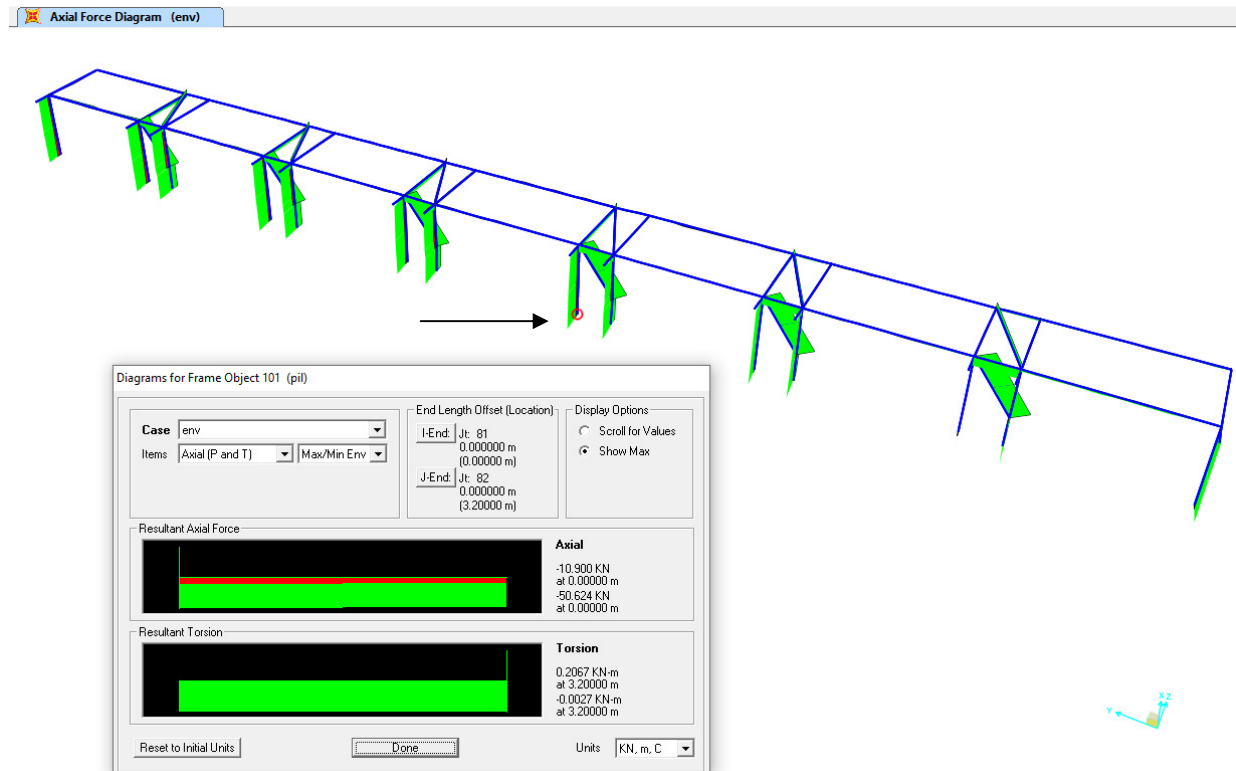 Axial Force Diagram (env)
Diagrams for Frame Object 101 (pil)
Case env
Items Axial (P and T) Max/Min Env
End Length Offset (Location)
I-End: Jt: 81
0.000000 m
(0.00000 m)
J-End: Jt: 82
0.000000 m
(3.20000 m)
Display Options
Scroll for Values
Show Max
Resultant Axial Force
Axial
-10.900 KN
at 0.00000 m
-50.624 KN
at 0.00000 m
Resultant Torsion
Torsion
0.2067 KN-m
at 3.20000 m
-0.0027 KN-m
at 3.20000 m
Reset to Initial Units
Done
Units KN, m, C
X Z
Y